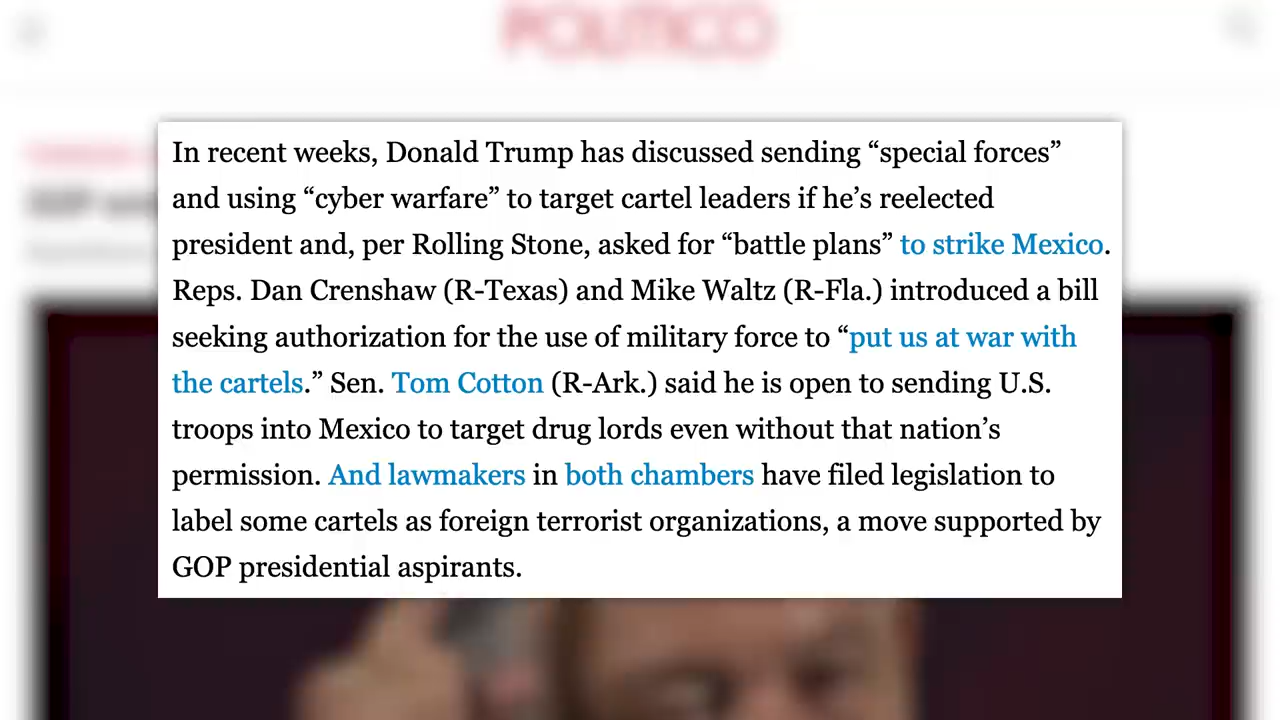 POLITICO
In recent weeks, Donald Trump has discussed sending “special forces”
and using “cyber warfare” to target cartel leaders if he’s reelected
president and, per Rolling Stone, asked for “battle plans” to strike Mexico.
Reps. Dan Crenshaw (R-Texas) and Mike Waltz (R-Fla.) introduced a bill
seeking authorization for the use of military force to “put us at war with
the cartels.” Sen. Tom Cotton (R-Ark.) said he is open to sending U.S.
troops into Mexico to target drug lords even without that nation’s
permission. And lawmakers in both chambers have filed legislation to
label some cartels as foreign terrorist organizations, a move supported by
GOP presidential aspirants.